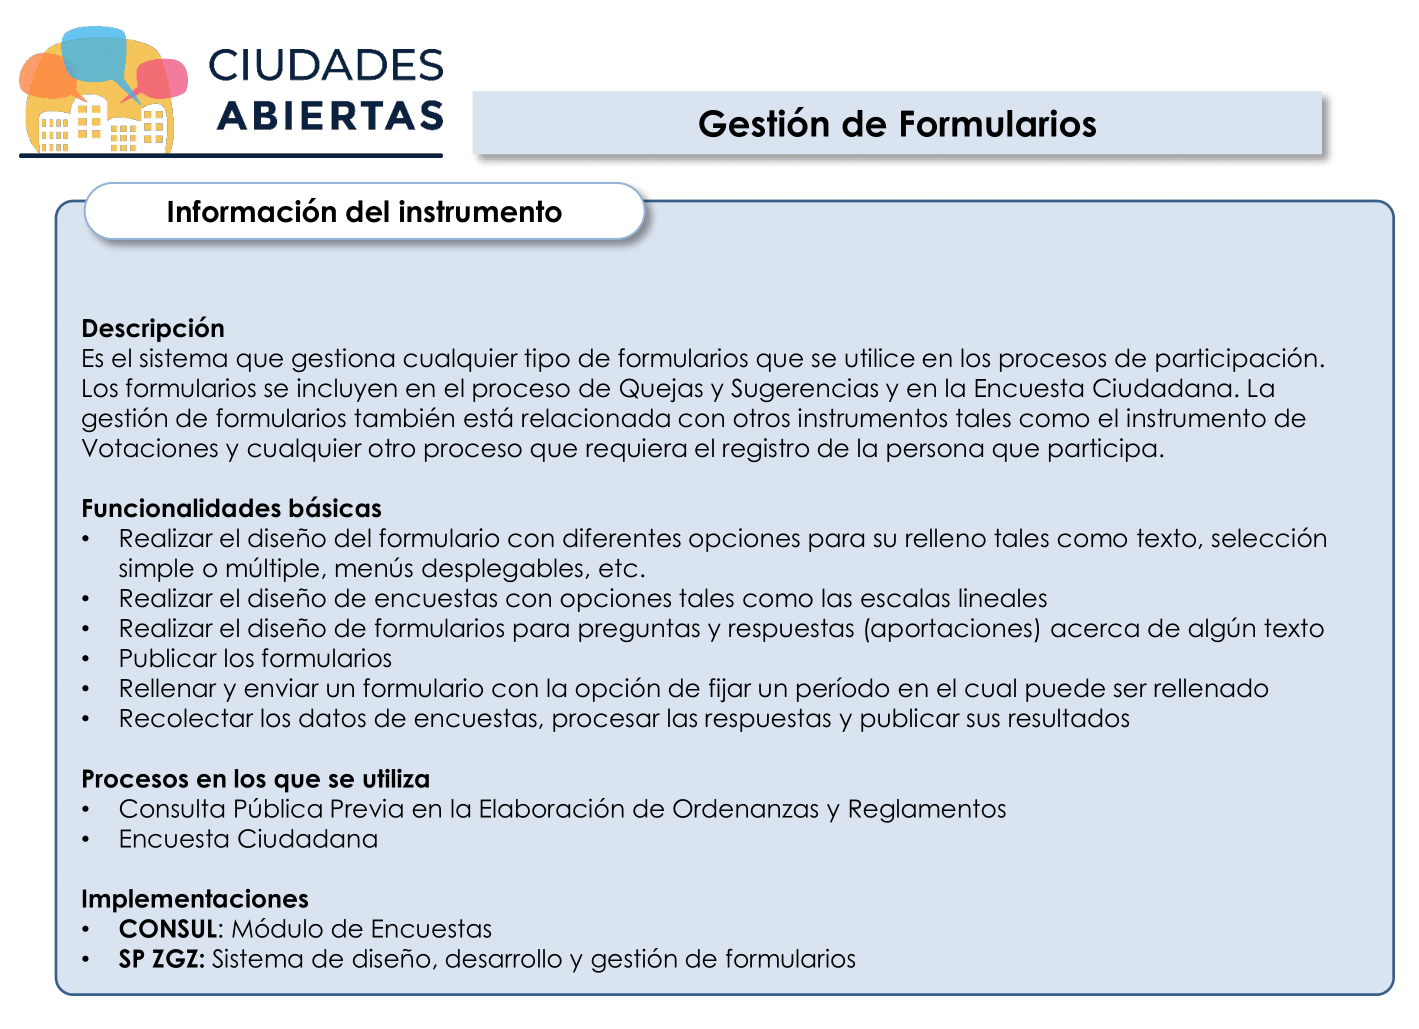 CIUDADES
ABIERTAS
Gestión de Formularios
Información del instrumento
Descripción
Es el sistema que gestiona cualquier tipo de formularios que se utilice en los procesos de participación.
Los formularios se incluyen en el proceso de Quejas y Sugerencias y en la Encuesta Ciudadana. La
gestión de formularios también está relacionada con otros instrumentos tales como el instrumento de
Votaciones y cualquier otro proceso que requiera el registro de la persona que participa.
Funcionalidades básicas
• Realizar el diseño del formulario con diferentes opciones para su relleno tales como texto, selección
simple o múltiple, menús desplegables, etc.
• Realizar el diseño de encuestas con opciones tales como las escalas lineales
• Realizar el diseño de formularios para preguntas y respuestas (aportaciones) acerca de algún texto
• Publicar los formularios
• Rellenar y enviar un formulario con la opción de fijar un período en el cual puede ser rellenado
• Recolectar los datos de encuestas, procesar las respuestas y publicar sus resultados
Procesos en los que se utiliza
• Consulta Pública Previa en la Elaboración de Ordenanzas y Reglamentos
• Encuesta Ciudadana
Implementaciones
• CONSUL: Módulo de Encuestas
• SP ZGZ: Sistema de diseño, desarrollo y gestión de formularios